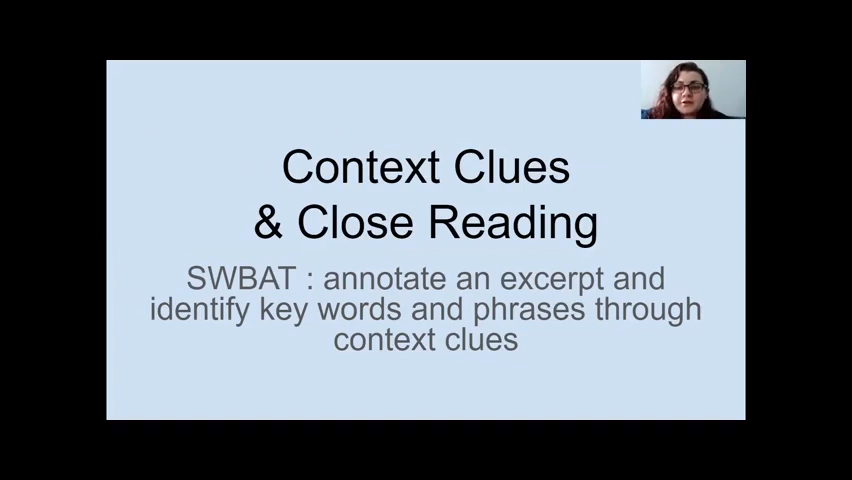 Context Clues
& Close Reading
SWBAT : annotate an excerpt and
identify key words and phrases through
context clues